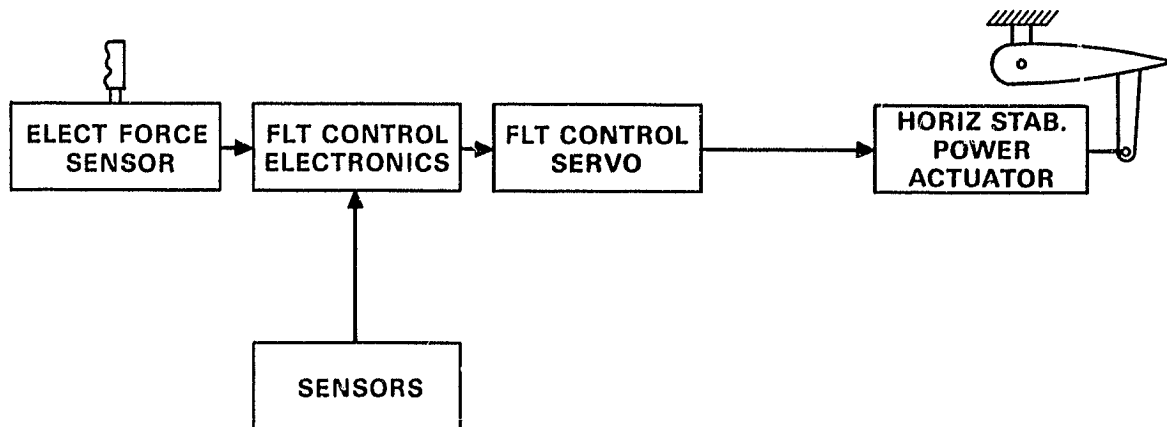 ELECT FORCE
SENSOR
FLT CONTROL
ELECTRONICS
FLT CONTROL
SERVO
HORIZ STAB.
POWER
ACTUATOR
SENSORS